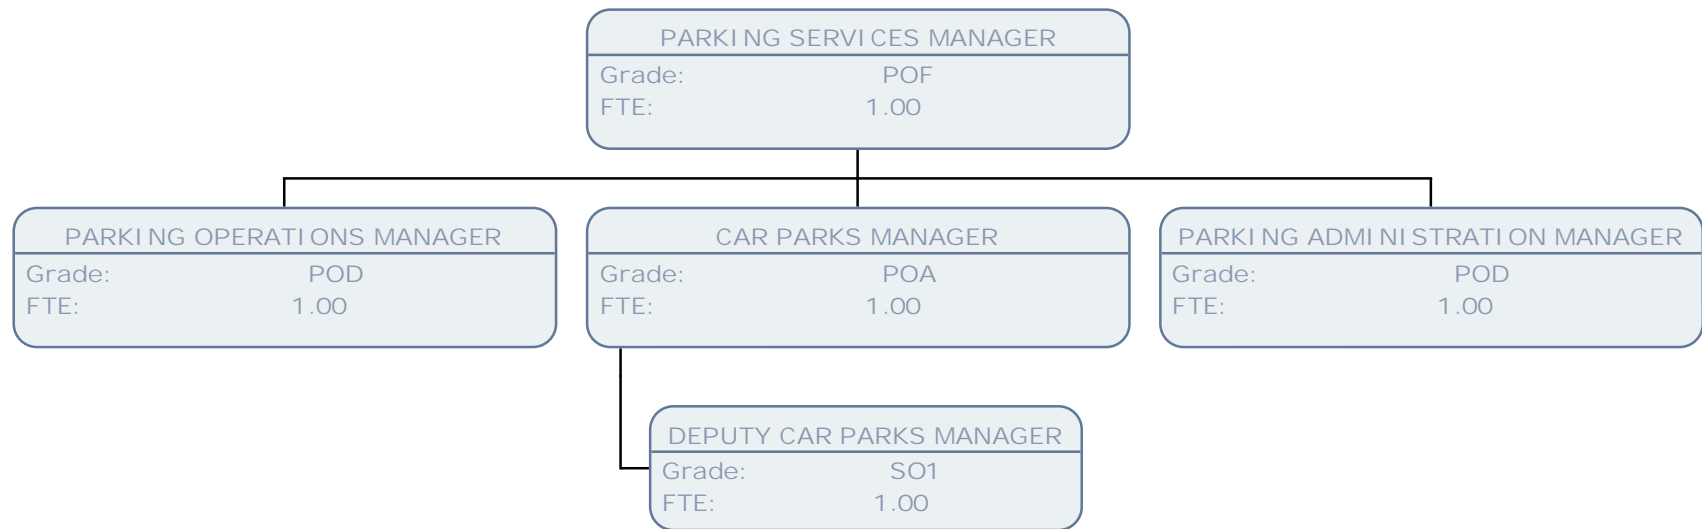 PARKING SERVICES MANAGER
Grade: POF
FTE: 1.00
PARKING OPERATIONS MANAGER
Grade: POD
FTE: 1.00
CAR PARKS MANAGER
Grade: POA
FTE: 1.00
PARKING ADMINISTRATION MANAGER
Grade: POD
FTE: 1.00
DEPUTY CAR PARKS MANAGER
Grade: SO1
FTE: 1.00